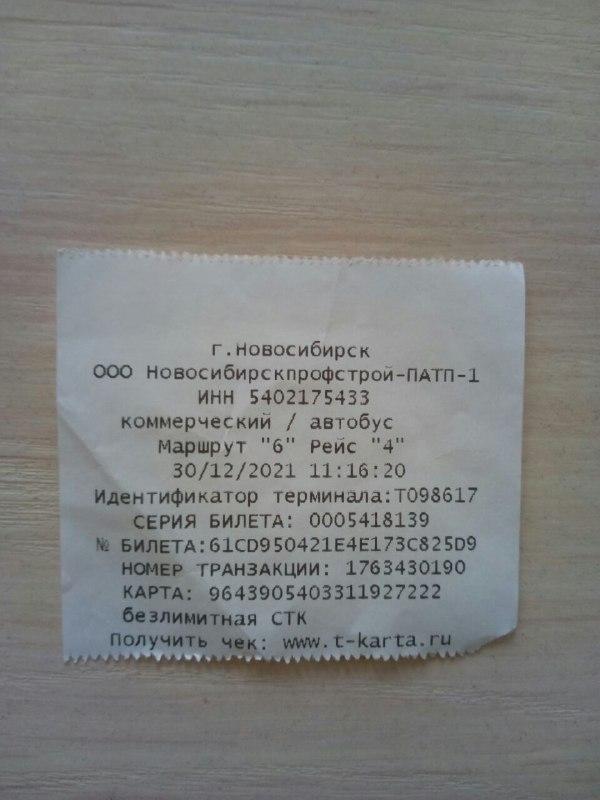 г.Новосибирск
ООО Новосибирскпрофстрой-ПАТП-1
ИНН 5402175433
коммерческий / автобус
Маршрут "6" Рейс "4"
30/12/2021 11:16:20
Идентификатор терминала:T098617
СЕРИЯ БИЛЕТА: 0005418139
№ БИЛЕТА:61CD950421E4E173C825D9
НОМЕР ТРАНЗАКЦИИ: 1763430190
КАРТА: 9643905403311927222
безлимитная СТК
Получить чек: www.t-karta.ru